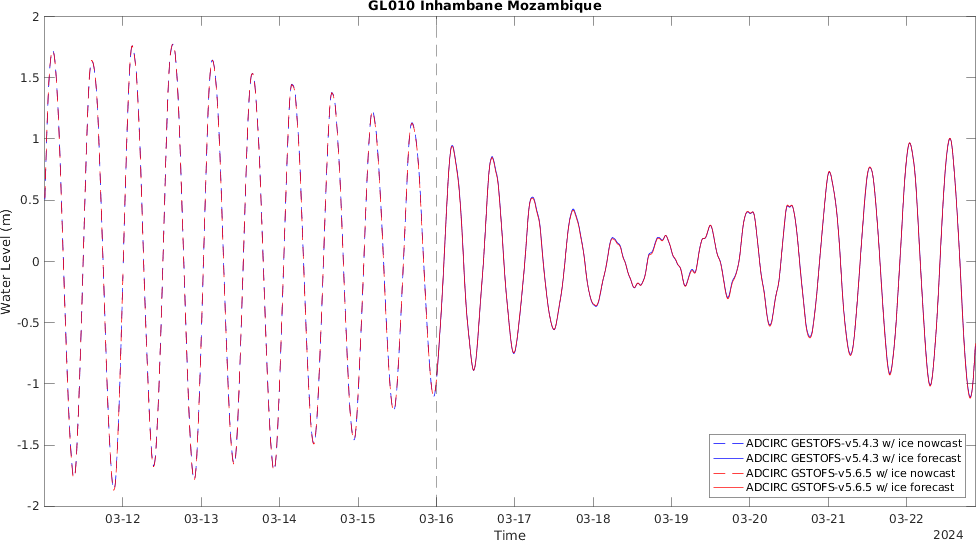 GL010 Inhambane Mozambique
2
1.5
1
0.5
0
-0.5
-1
-1.5
-2
Water Level (m)
ADCIRC GESTOFS-v5.4.3 w/ ice nowcast
ADCIRC GESTOFS-v5.4.3 w/ ice forecast
ADCIRC GSTOFS-v5.6.5 w/ ice nowcast
ADCIRC GSTOFS-v5.6.5 w/ ice forecast
03-12 03-13 03-14 03-15 03-16 03-17 03-18 03-19 03-20 03-21 03-22
Time
2024